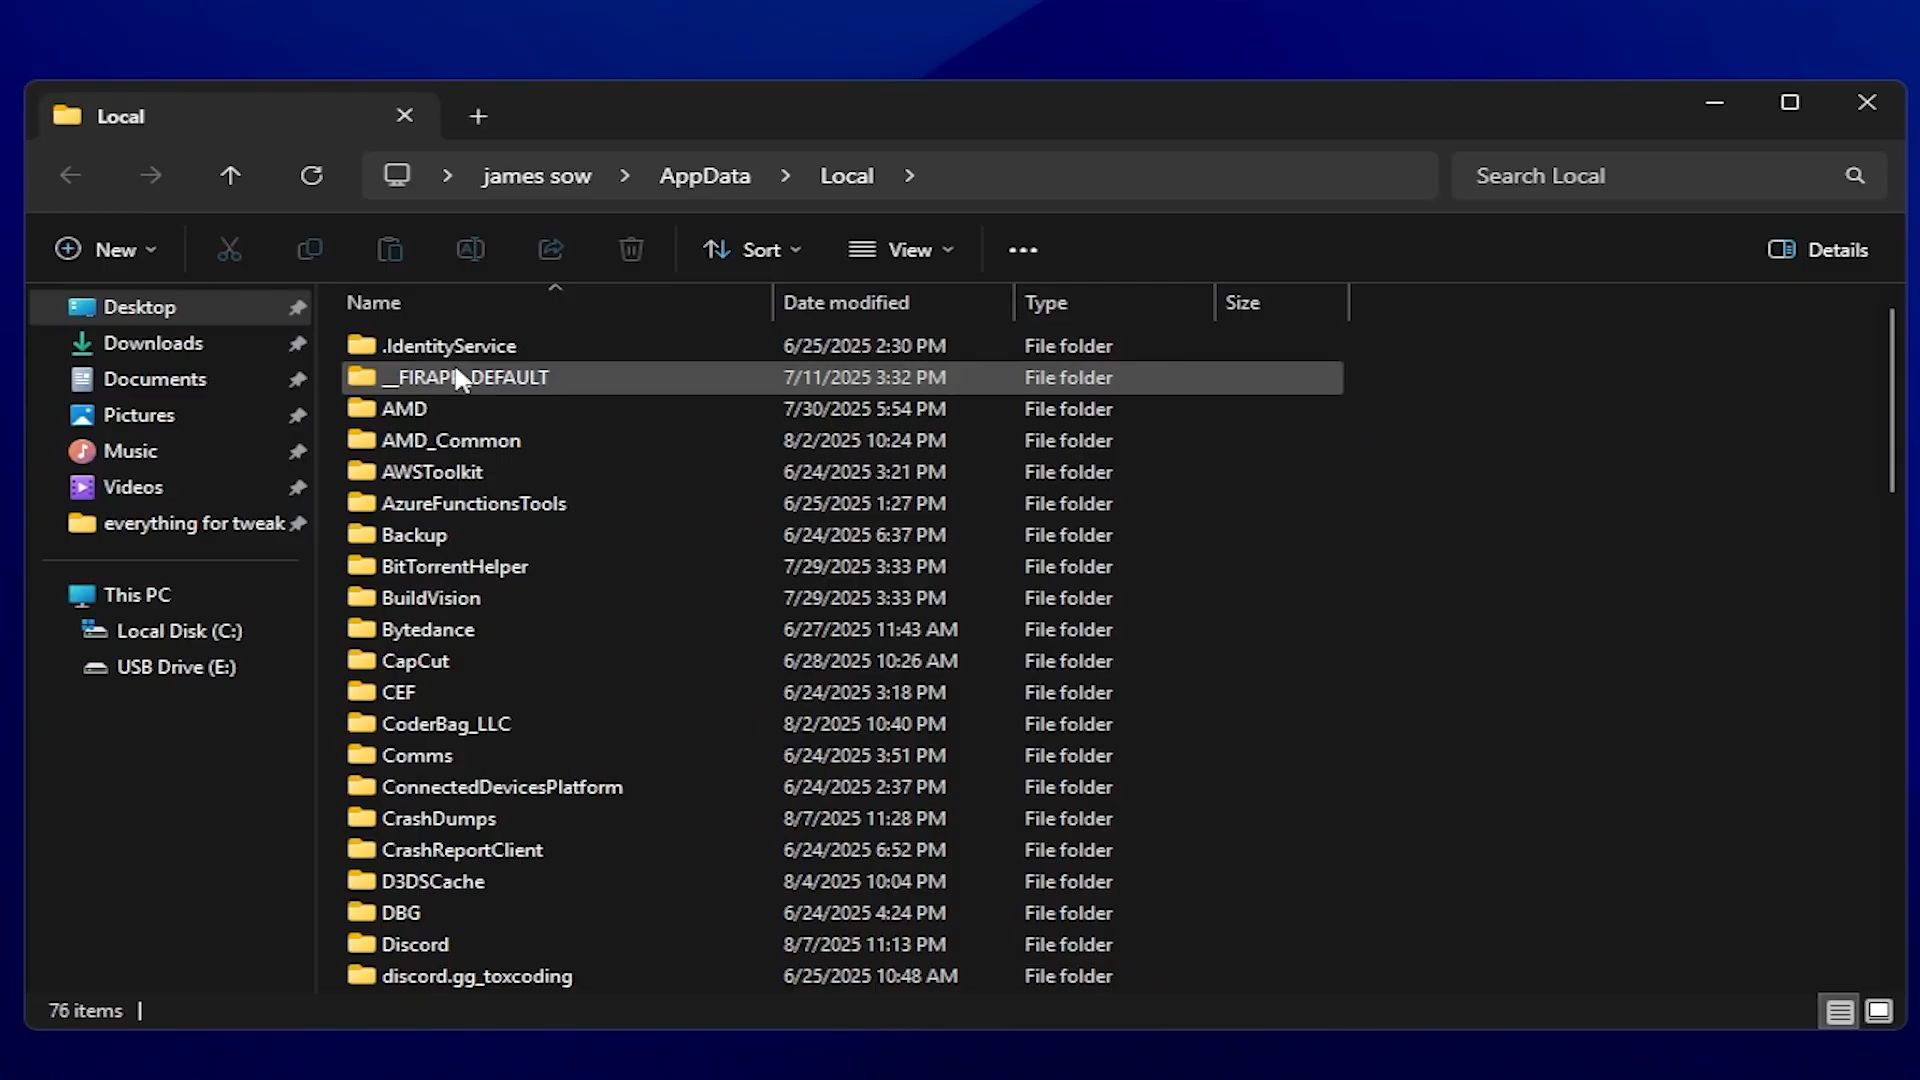 Local
james sow
AppData
Local
Search Local
New
Sort
View
Details
Name
Date modified
Type
Size
Desktop
Downloads
Documents
Pictures
Music
Videos
everything for tweak
This PC
Local Disk (C:)
USB Drive (E:)
.IdentityService 6/25/2025 2:30 PM File folder
7/11/2025 3:32 PM File folder
AMD 7/30/2025 5:54 PM File folder
AMD_Common 8/2/2025 10:24 PM File folder
AWSToolkit 6/24/2025 3:21 PM File folder
AzureFunctionsTools 6/25/2025 1:27 PM File folder
Backup 6/24/2025 6:37 PM File folder
BitTorrentHelper 7/29/2025 3:33 PM File folder
BuildVision 7/29/2025 3:33 PM File folder
Bytedance 6/27/2025 11:43 AM File folder
CapCut 6/28/2025 10:26 AM File folder
CEF 6/24/2025 3:18 PM File folder
CoderBag_LLC 8/2/2025 10:40 PM File folder
Comms 6/24/2025 3:51 PM File folder
ConnectedDevicesPlatform 6/24/2025 2:37 PM File folder
CrashDumps 8/7/2025 11:28 PM File folder
CrashReportClient 6/24/2025 6:52 PM File folder
D3DSCache 8/4/2025 10:04 PM File folder
DBG 6/24/2025 4:24 PM File folder
Discord 8/7/2025 11:13 PM File folder
discord.gg_toxcoding 6/25/2025 10:48 AM File folder
76 items